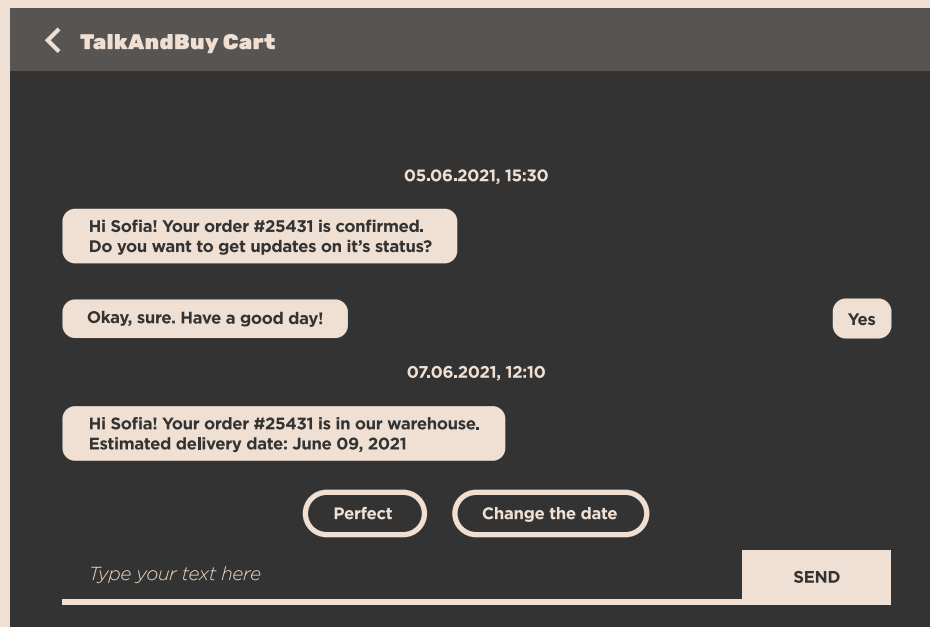 TalkAndBuy Cart
05.06.2021, 15:30
Hi Sofia! Your order #25431 is confirmed.
Do you want to get updates on it’s status?
Okay, sure. Have a good day!
Yes
07.06.2021, 12:10
Hi Sofia! Your order #25431 is in our warehouse.
Estimated delivery date: June 09, 2021
Perfect
Change the date
Type your text here
SEND